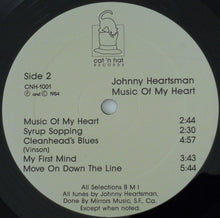 cat 'n hat
RECORDS
Side 2
CNH-1001
℗ and © 1984
Johnny Heartsman
Music Of My Heart
Music Of My Heart 2:44
Syrup Sopping 2:30
Cleanhead's Blues 4:57
(Vinson)
My First Mind 3:43
Move On Down The Line 5:44
All Selections B M I
All tunes by Johnny Heartsman,
Done By Mirrors Music, S.F., Ca.
Except when noted.